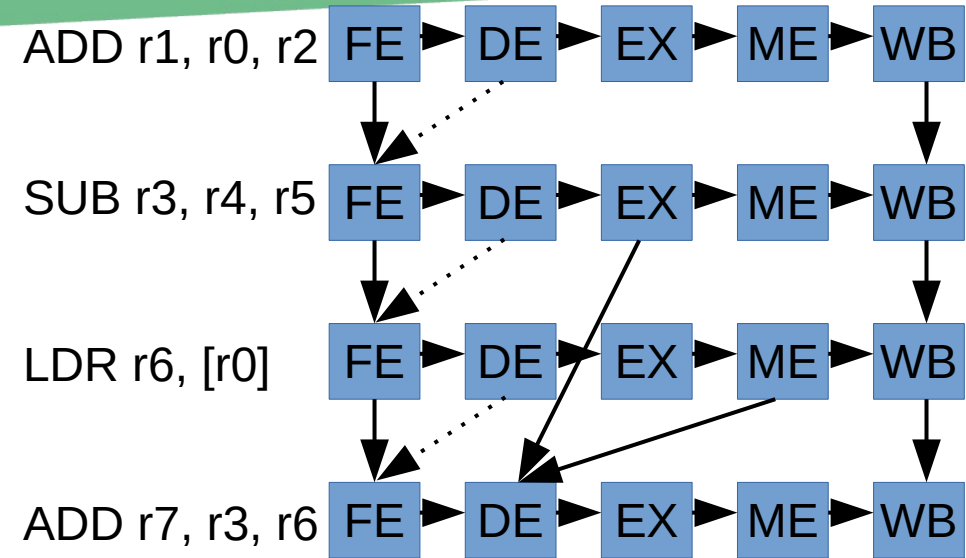 ADD r1, r0, r2 FE DE EX ME WB
SUB r3, r4, r5 FE DE EX ME WB
LDR r6, [r0] FE DE EX ME WB
ADD r7, r3, r6 FE DE EX ME WB